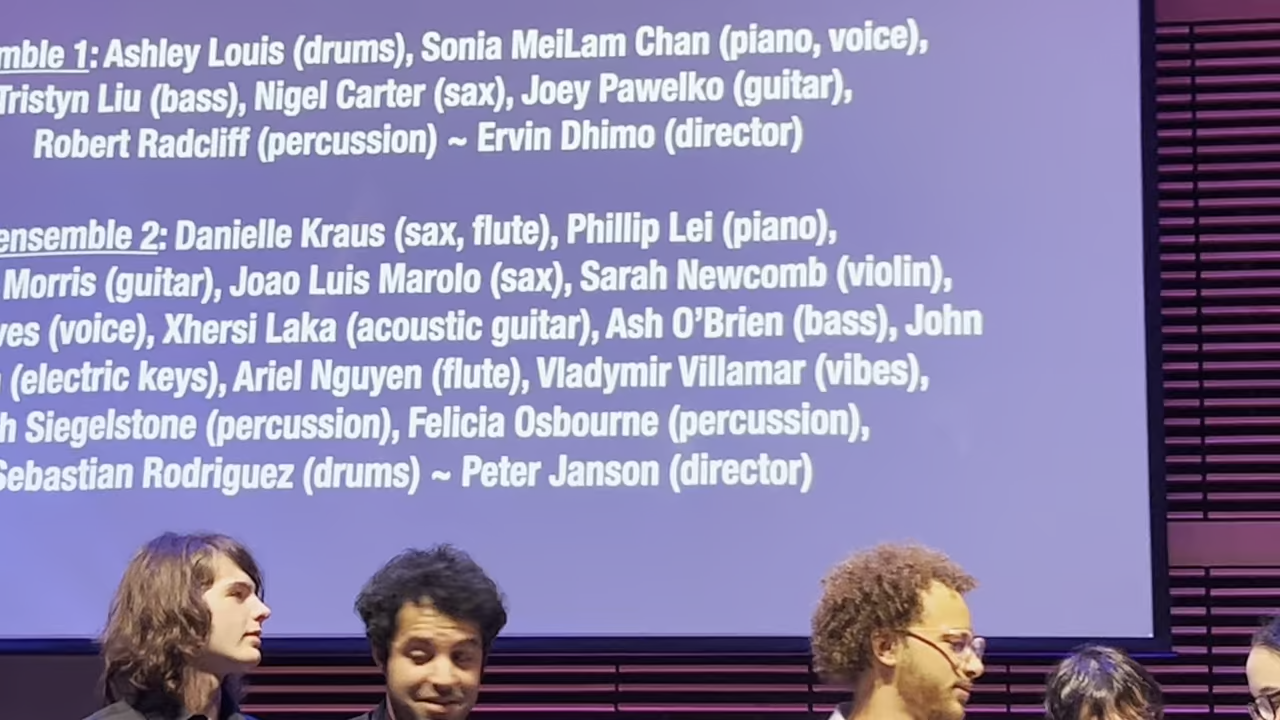 mble 1: Ashley Louis (drums), Sonia MeiLam Chan (piano, voice),
Tristyn Liu (bass), Nigel Carter (sax), Joey Pawelko (guitar),
Robert Radcliff (percussion) ~ Ervin Dhimo (director)
ensemble 2: Danielle Kraus (sax, flute), Phillip Lei (piano),
Morris (guitar), Joao Luis Marolo (sax), Sarah Newcomb (violin),
yes (voice), Xhersi Laka (acoustic guitar), Ash O’Brien (bass), John
(electric keys), Ariel Nguyen (flute), Vladymir Villamar (vibes),
h Siegelstone (percussion), Felicia Osbourne (percussion),
Sebastian Rodriguez (drums) ~ Peter Janson (director)